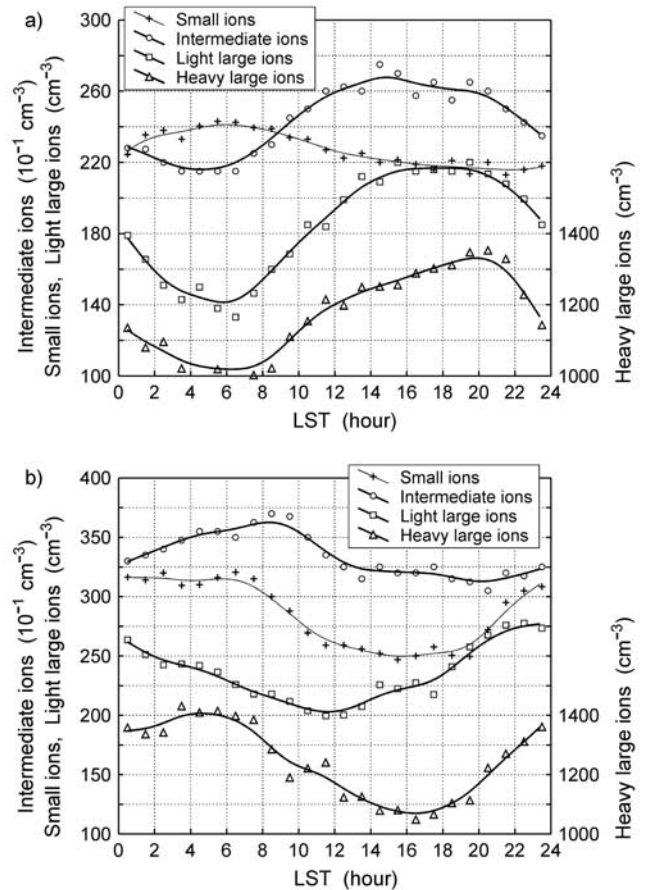 a)
300
260
220
180
140
100
Small ions
Intermediate ions
Light large ions
Heavy large ions
Intermediate ions (10⁻¹ cm⁻³)
Small ions, Light large ions (cm⁻³)
1400
1200
1000
Heavy large ions (cm⁻³)
0 2 4 6 8 10 12 14 16 18 20 22 24
LST (hour)
b)
400
350
300
250
200
150
100
Small ions
Intermediate ions
Light large ions
Heavy large ions
Intermediate ions (10⁻¹ cm⁻³)
Small ions, Light large ions (cm⁻³)
1400
1200
1000
Heavy large ions (cm⁻³)
0 2 4 6 8 10 12 14 16 18 20 22 24
LST (hour)